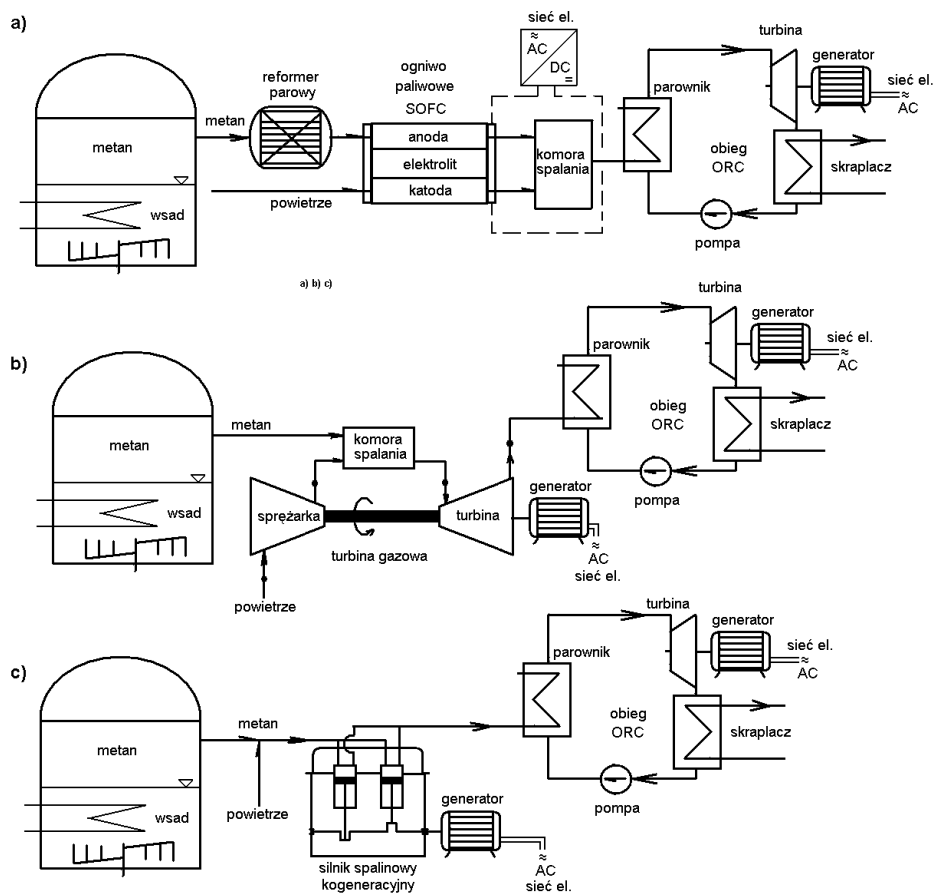 a)
metan
wsad
metan
reformer
parowy
powietrze
ogniwo
paliwowe
SOFC
anoda
elektrolit
katoda
sieć el.
≈
AC
DC
=
komora
spalania
parownik
turbina
generator
sieć el.
≈
AC
obieg
ORC
skraplacz
pompa
a) b) c)
b)
metan
wsad
metan
komora
spalania
sprężarka
turbina
turbina gazowa
powietrze
generator
≈
AC
sieć el.
parownik
turbina
generator
sieć el.
≈
AC
obieg
ORC
skraplacz
pompa
c)
metan
wsad
metan
powietrze
silnik spalinowy
kogeneracyjny
generator
≈
AC
sieć el.
parownik
turbina
generator
sieć el.
≈
AC
obieg
ORC
skraplacz
pompa